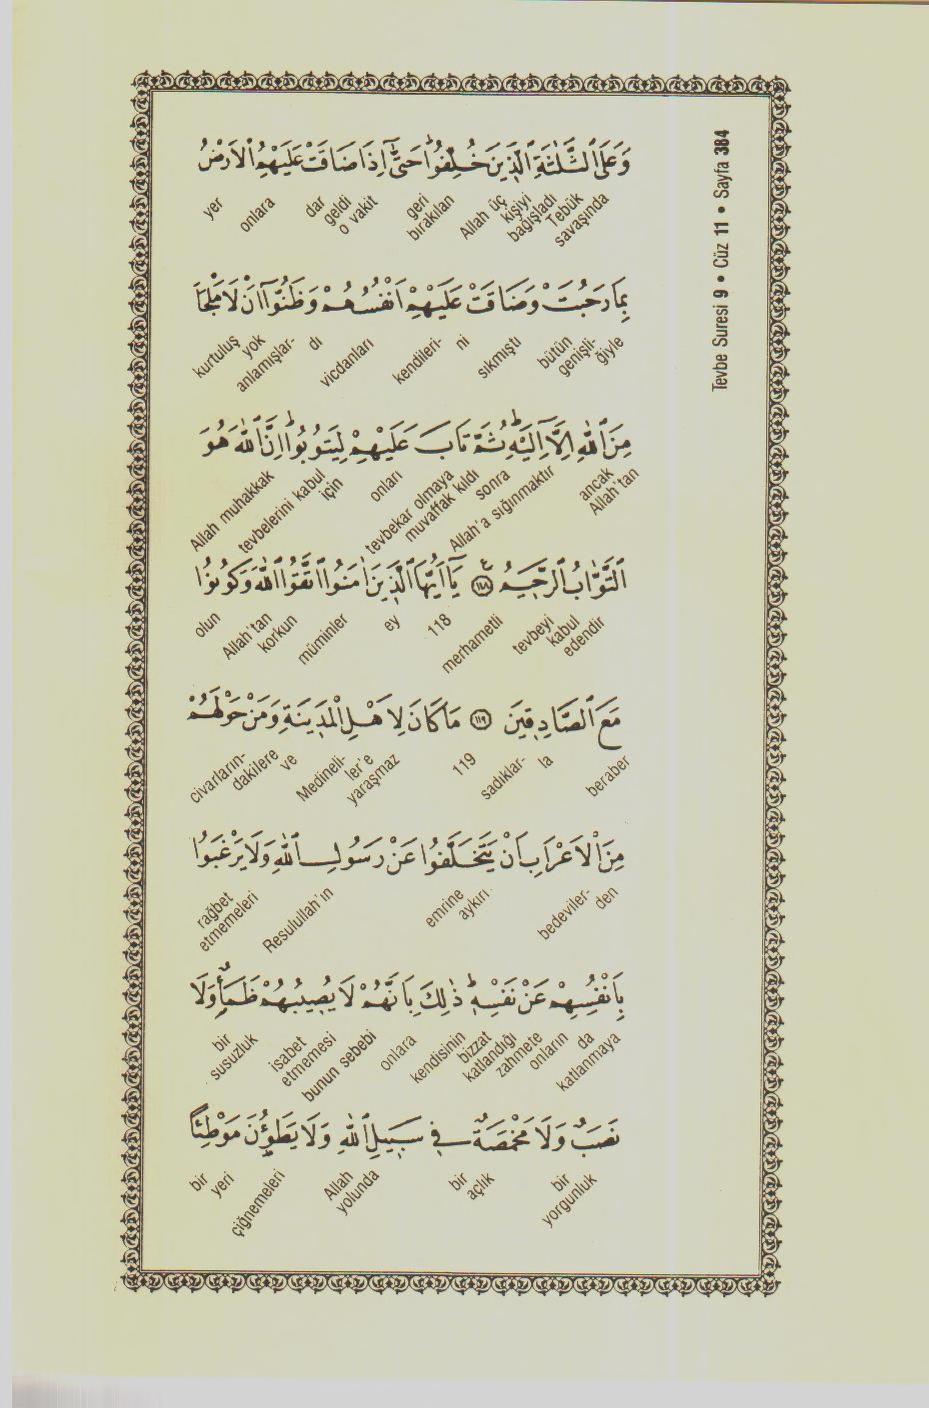 Tevbe Suresi 9 • Cüz 11 • Sayfa 384
وَعَلَى الثَّلٰثَةِ الَّذ۪ينَ خُلِّفُواۜ حَتّٰٓى اِذَا ضَاقَتْ عَلَيْهِمُ الْاَرْضُ
Tebük savaşında Allah üç kişiyi bağışladı geri bırakılan o vakit dar geldi onlara yer
بِمَا رَحُبَتْ وَضَاقَتْ عَلَيْهِمْ اَنْفُسُهُمْ وَظَنُّٓوا اَنْ لَا مَلْجَاَ
bütün genişli-ğiyle sıkmıştı kendileri-ni vicdanları anlamışlar-dı yok kurtuluş
مِنَ اللّٰهِ اِلَّٓا اِلَيْهِۜ ثُمَّ تَابَ عَلَيْهِمْ لِيَتُوبُواۜ اِنَّ اللّٰهَ هُوَ
ancak Allah'tan Allah'a sığınmaktır sonra tevbekar olmaya muvaffak kıldı onları tevbelerini kabul için Allah muhakkak
التَّوَّابُ الرَّح۪يمُ ﴿١١٨﴾ يَٓا اَيُّهَا الَّذ۪ينَ اٰمَنُوا اتَّقُوا اللّٰهَ وَكُونُوا
tevbeyi kabul edendir merhametli 118 ey müminler Allah'tan korkun olun
مَعَ الصَّادِق۪ينَ ﴿١١٩﴾ مَا كَانَ لِاَهْلِ الْمَد۪ينَةِ وَمَنْ حَوْلَهُمْ
beraber sadıklar-la 119 Medineli-ler'e yaraşmaz ve civarların-dakilere
مِنَ الْاَعْرَابِ اَنْ يَتَخَلَّفُوا عَنْ رَسُولِ اللّٰهِ وَلَا يَرْغَبُوا
bedeviler-den emrine aykırı Resulullah'ın rağbet etmemeleri
بِاَنْفُسِهِمْ عَنْ نَفْسِه۪ۜ ذٰلِكَ بِاَنَّهُمْ لَا يُص۪يبُهُمْ ظَمَأٌ وَلَا
da katlanmaya kendisinin bizzat katlandığı zahmete onların onlara bunun sebebi isabet etmemesi bir susuzluk
نَصَبٌ وَلَا مَخْمَصَةٌ ف۪ي سَب۪يلِ اللّٰهِ وَلَا يَطَؤُ۫نَ مَوْطِئًا
bir yorgunluk bir açlık Allah yolunda çiğnemeleri bir yeri